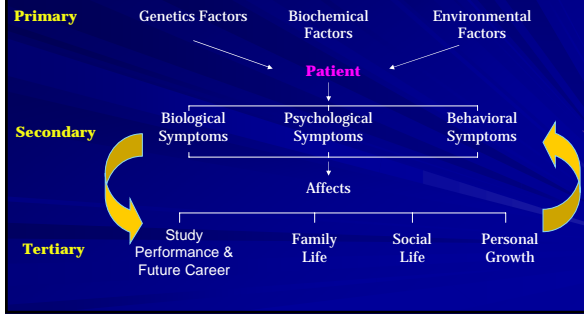 Primary
Genetics Factors
Biochemical
Factors
Environmental
Factors
Patient
Secondary
Biological
Symptoms
Psychological
Symptoms
Behavioral
Symptoms
Affects
Tertiary
Study
Performance &
Future Career
Family
Life
Social
Life
Personal
Growth